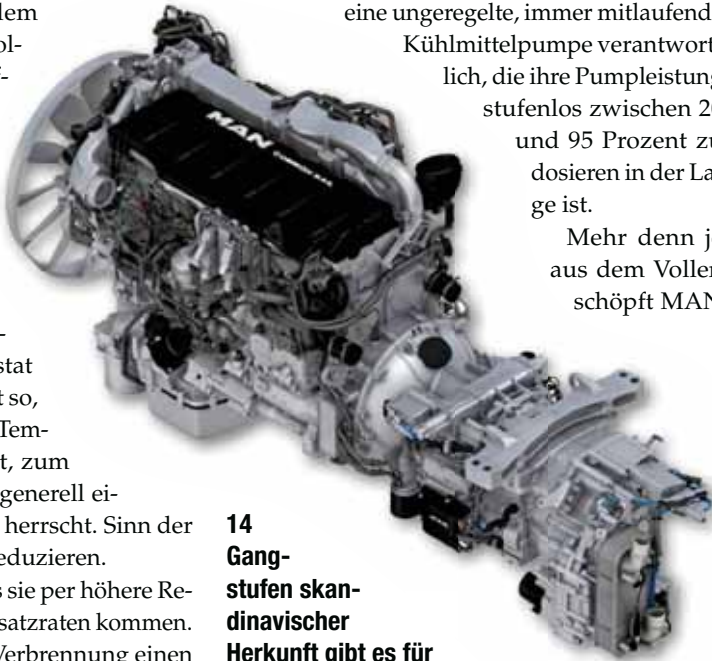 dem
ol-
-
-
stat
t so,
Tem-
t, zum
generell ei-
herrscht. Sinn der
eduzieren.
s sie per höhere Re-
satzraten kommen.
Verbrennung einen
MAN
14
Gang-
stufen skan-
dinavischer
Herkunft gibt es für
eine ungeregelte, immer mitlaufend
Kühlmittelpumpe verantwort
lich, die ihre Pumpleistung
stufenlos zwischen 20
und 95 Prozent zu
dosieren in der La
ge ist.
Mehr denn je
aus dem Vollen
schöpft MAN